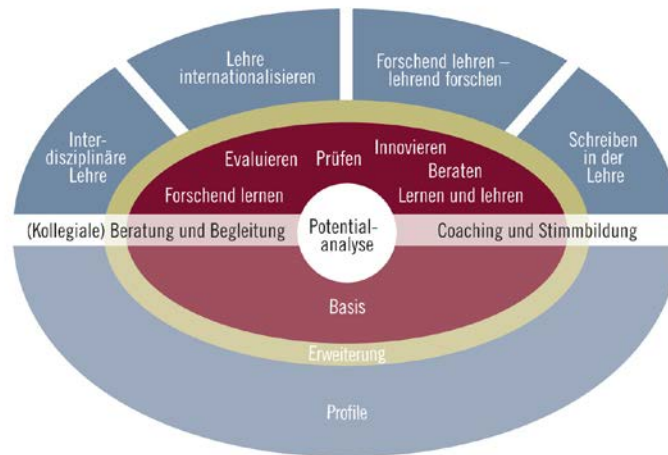 Lehre
internationalisieren
Forschend lehren –
lehrend forschen
Inter-
disziplinäre
Lehre
Schreiben
in der
Lehre
Evaluieren
Prüfen
Innovieren
Beraten
Forschend lernen
Lernen und lehren
(Kollegiale) Beratung und Begleitung
Potential-
analyse
Coaching und Stimmbildung
Basis
Erweiterung
Profile